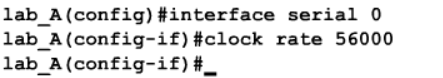 lab_A(config)#interface serial 0
lab_A(config-if)#clock rate 56000
lab_A(config-if)#_